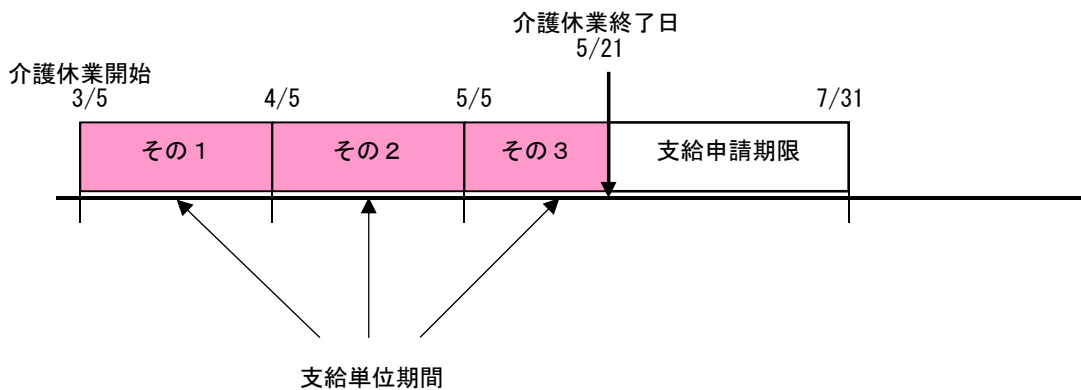 介護休業終了日
5/21
介護休業開始
3/5 4/5 5/5 7/31
その１ その２ その３ 支給申請期限
支給単位期間